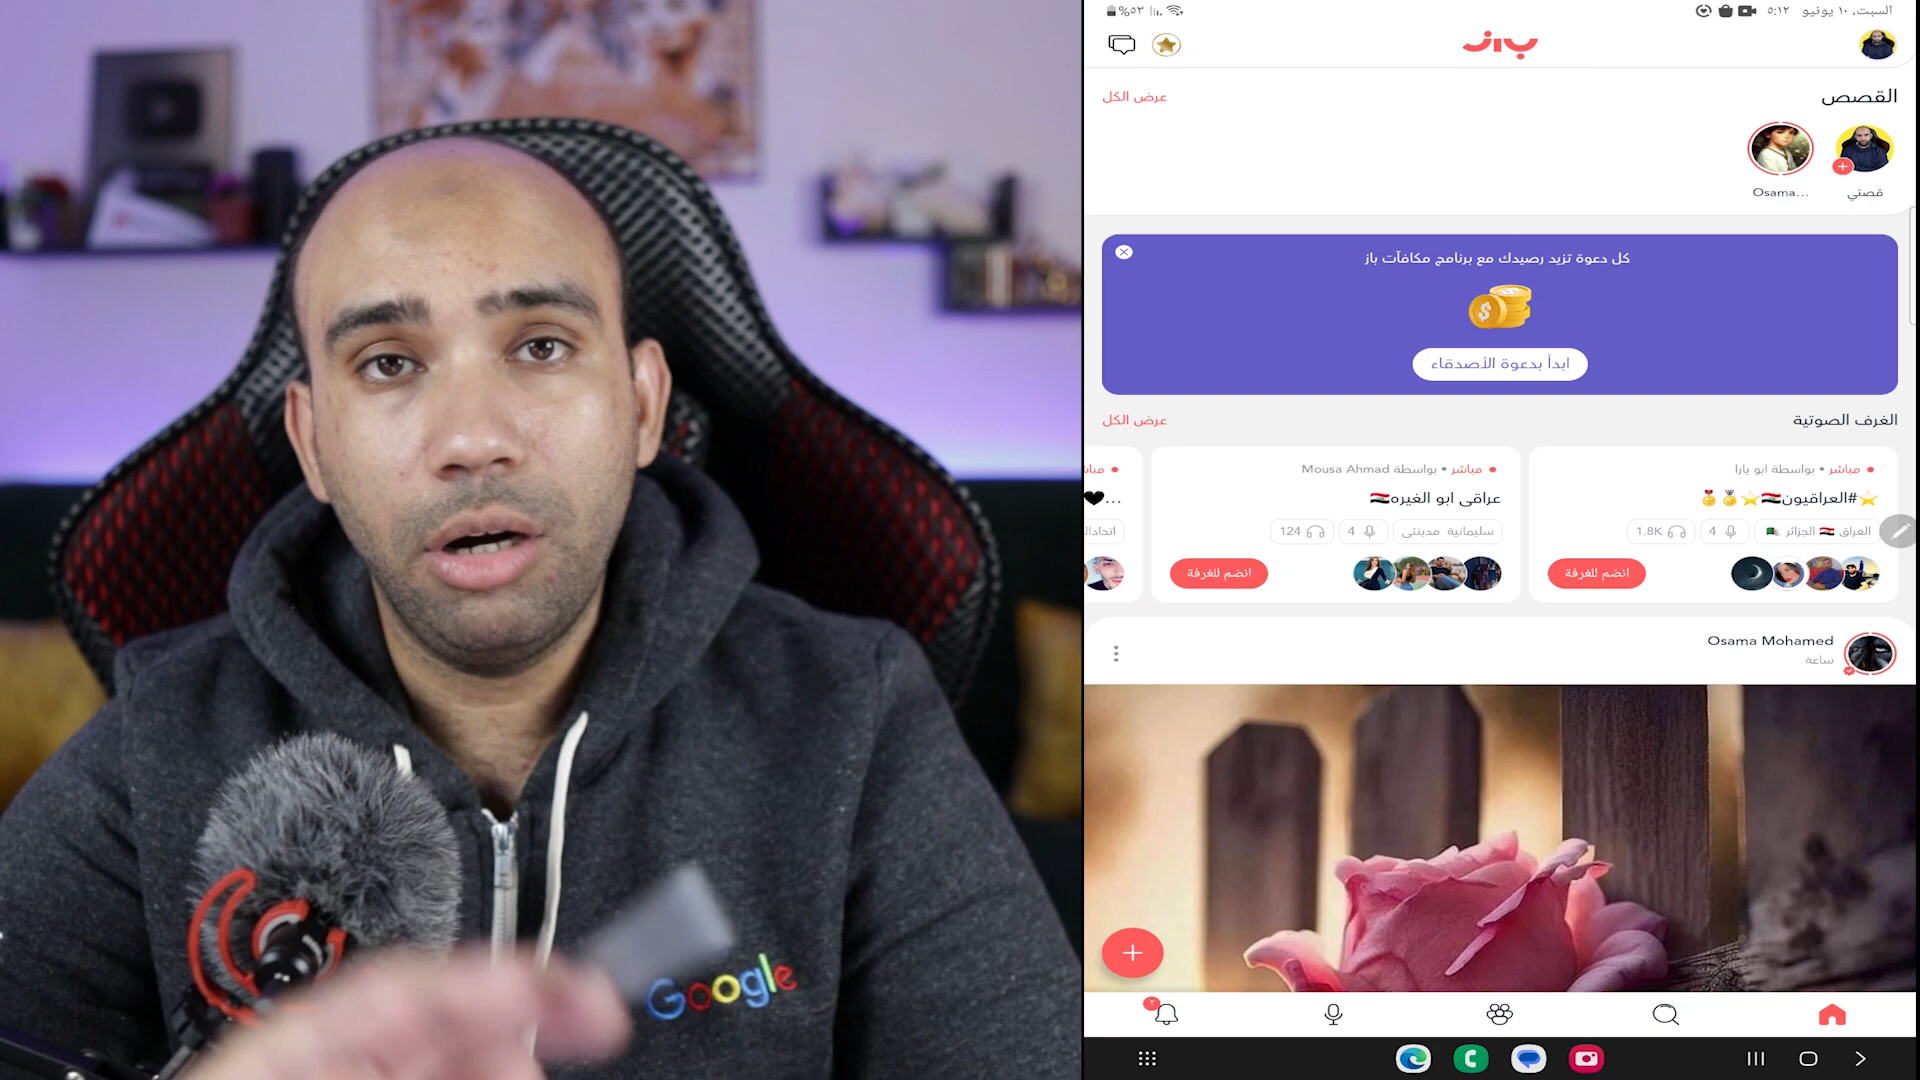 السبت، ١٠ يونيو ٥:١٢
%٥٣
باز
القصص
عرض الكل
قصتي
Osama...
كل دعوة تزيد رصيدك مع برنامج مكافآت باز
ابدأ بدعوة الأصدقاء
الغرف الصوتية
عرض الكل
مباشر • بواسطة ابو يارا
⭐#العراقيون🇮🇶⭐🏅🎖
العراق 🇮🇶 الجزائر 🇩🇿
4
1.8K
انضم للغرفة
مباشر • بواسطة Mousa Ahmad
عراقي ابو الغيره🇮🇶
سليمانية مدينتي
4
124
انضم للغرفة
...🖤
Osama Mohamed
ساعة
Google
٢